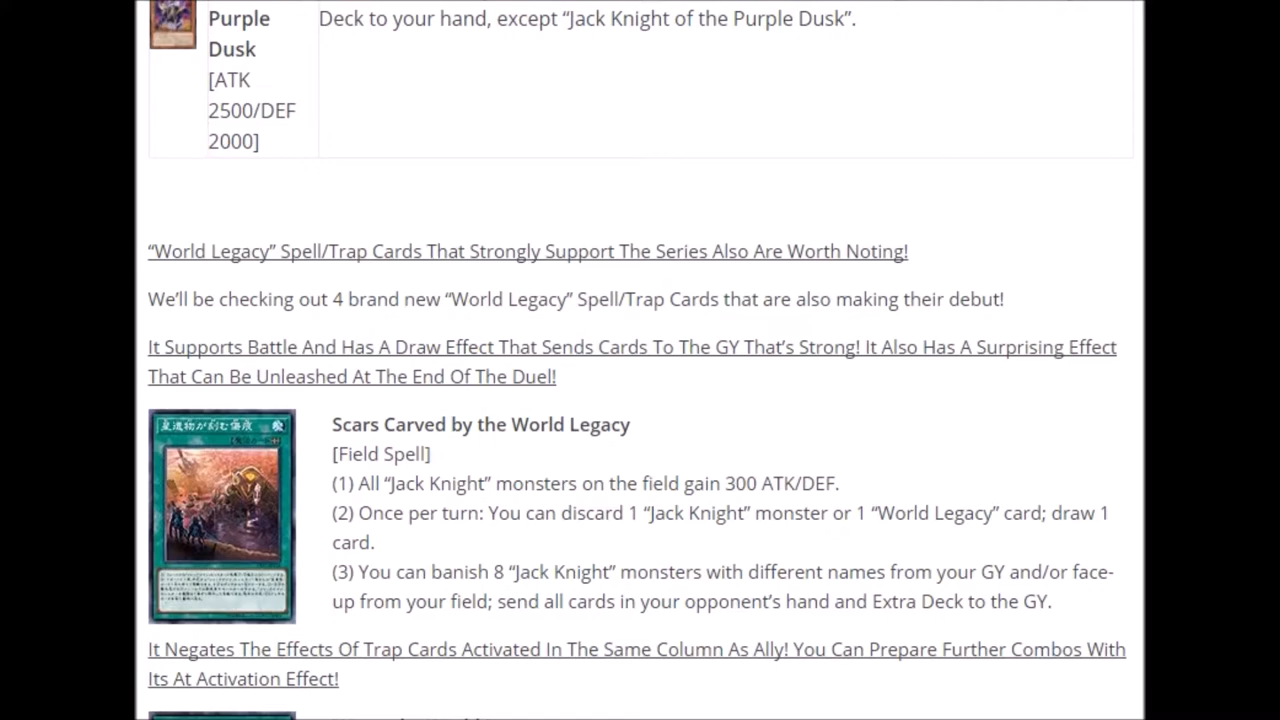 Purple
Deck to your hand, except “Jack Knight of the Purple Dusk”.
Dusk
[ATK
2500/DEF
2000]
“World Legacy” Spell/Trap Cards That Strongly Support The Series Also Are Worth Noting!
We’ll be checking out 4 brand new “World Legacy” Spell/Trap Cards that are also making their debut!
It Supports Battle And Has A Draw Effect That Sends Cards To The GY That’s Strong! It Also Has A Surprising Effect
That Can Be Unleashed At The End Of The Duel!
星遺物が刻む傷痕
Scars Carved by the World Legacy
[Field Spell]
(1) All “Jack Knight” monsters on the field gain 300 ATK/DEF.
(2) Once per turn: You can discard 1 “Jack Knight” monster or 1 “World Legacy” card; draw 1
card.
(3) You can banish 8 “Jack Knight” monsters with different names from your GY and/or face-
up from your field; send all cards in your opponent’s hand and Extra Deck to the GY.
It Negates The Effects Of Trap Cards Activated In The Same Column As Ally! You Can Prepare Further Combos With
Its At Activation Effect!